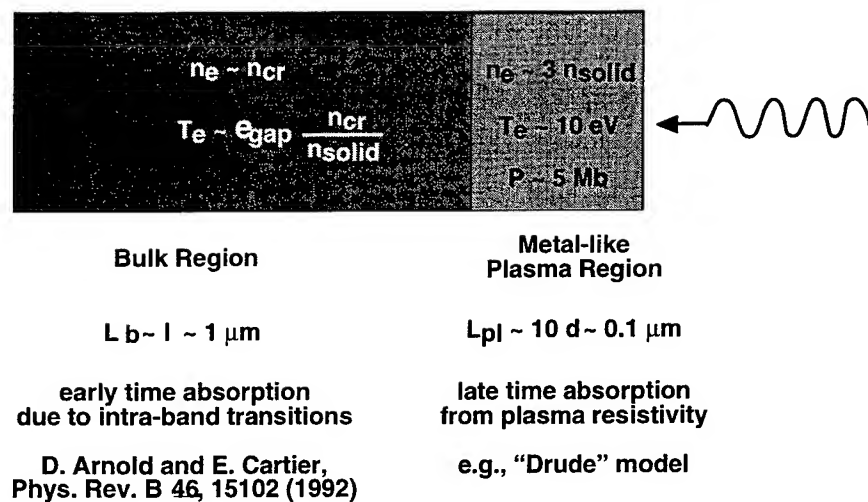 ne ~ ncr
Te ~ egap ncr/nsolid
ne ~ 3 nsolid
Te ~ 10 eV
P ~ 5 Mb
Bulk Region
L b ~ l ~ 1 μm
early time absorption
due to intra-band transitions
D. Arnold and E. Cartier,
Phys. Rev. B 46, 15102 (1992)
Metal-like
Plasma Region
Lpl ~ 10 d ~ 0.1 μm
late time absorption
from plasma resistivity
e.g., “Drude” model